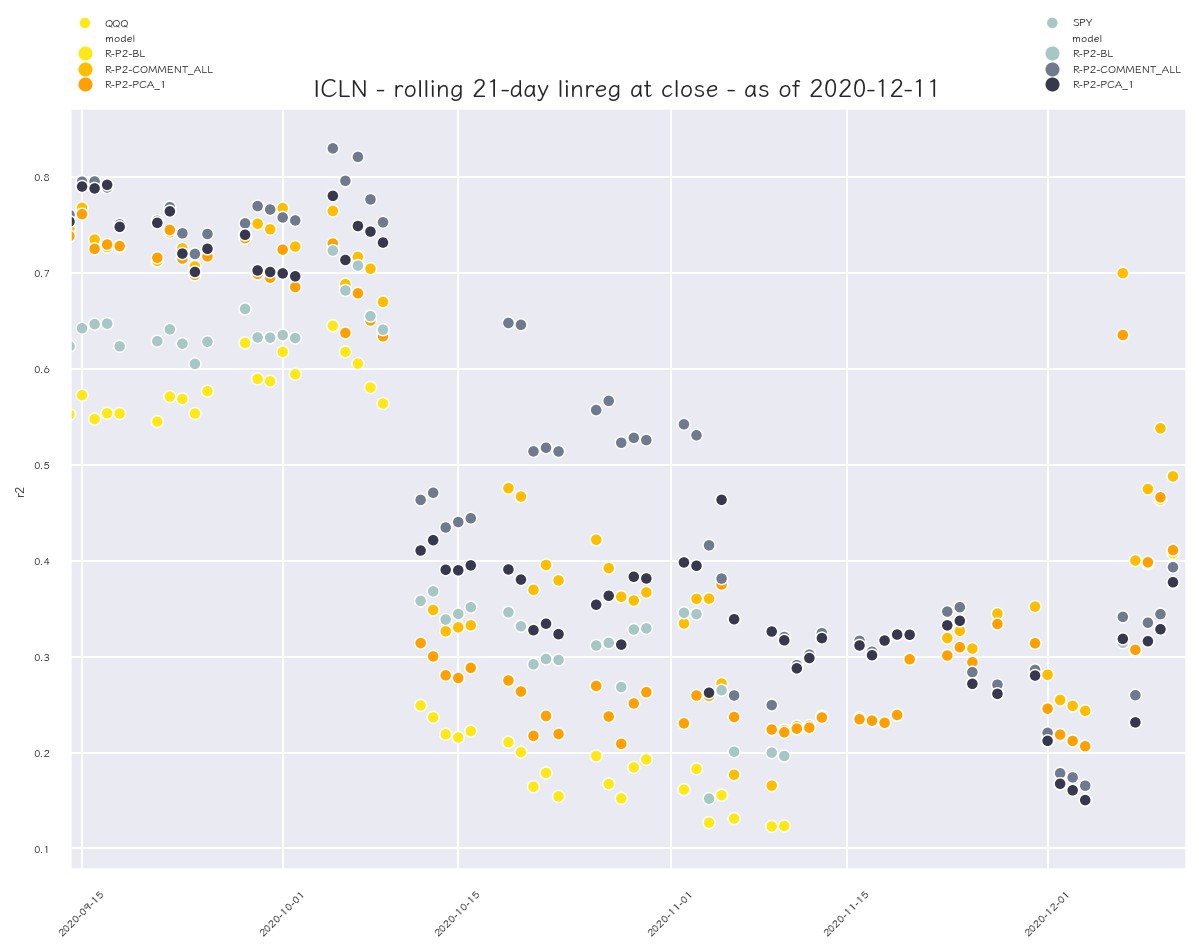 QQQ
model
R-P2-BL
R-P2-COMMENT_ALL
R-P2-PCA_1
SPY
model
R-P2-BL
R-P2-COMMENT_ALL
R-P2-PCA_1
ICLN - rolling 21-day linreg at close - as of 2020-12-11
r2
0.8
0.7
0.6
0.5
0.4
0.3
0.2
0.1
2020-09-15
2020-10-01
2020-10-15
2020-11-01
2020-11-15
2020-12-01